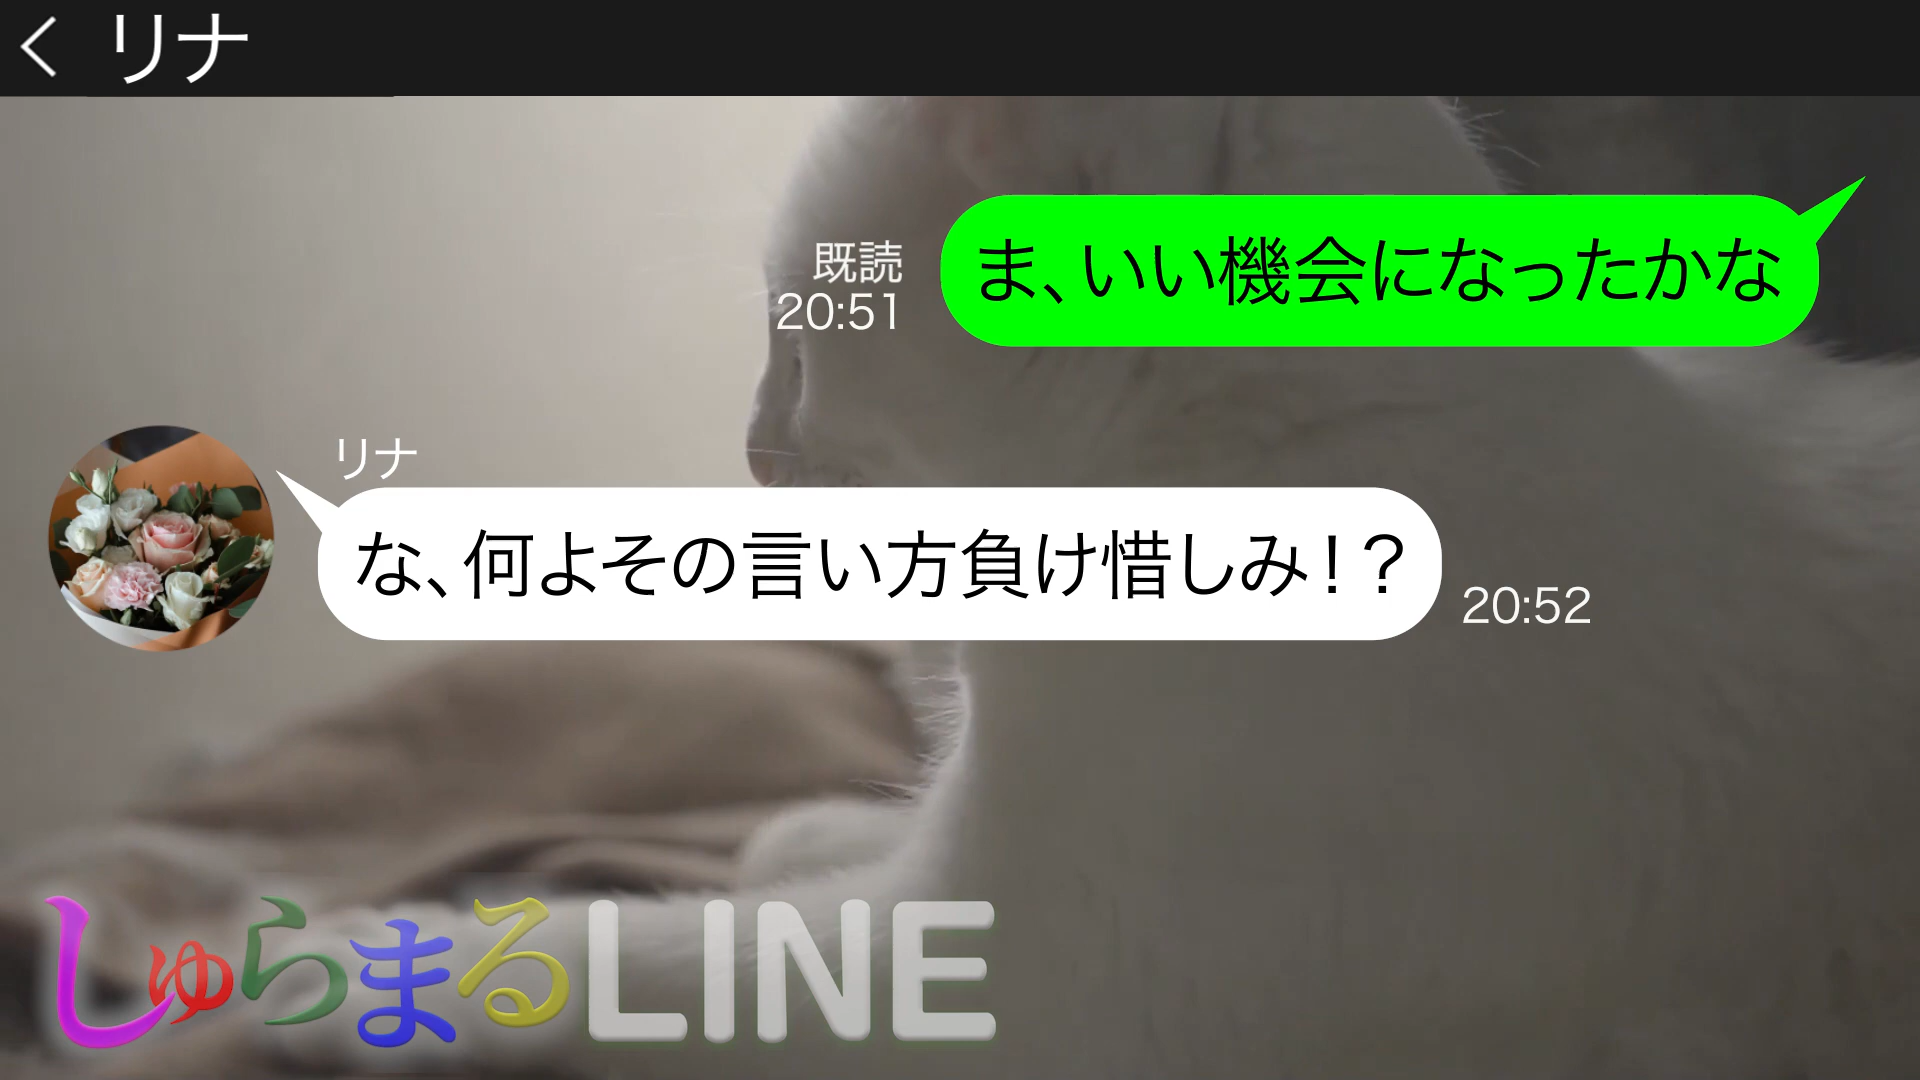 リナ
ま、いい機会になったかな
既読
20:51
リナ
な、何よその言い方負け惜しみ！？
20:52
しゅらまるLINE